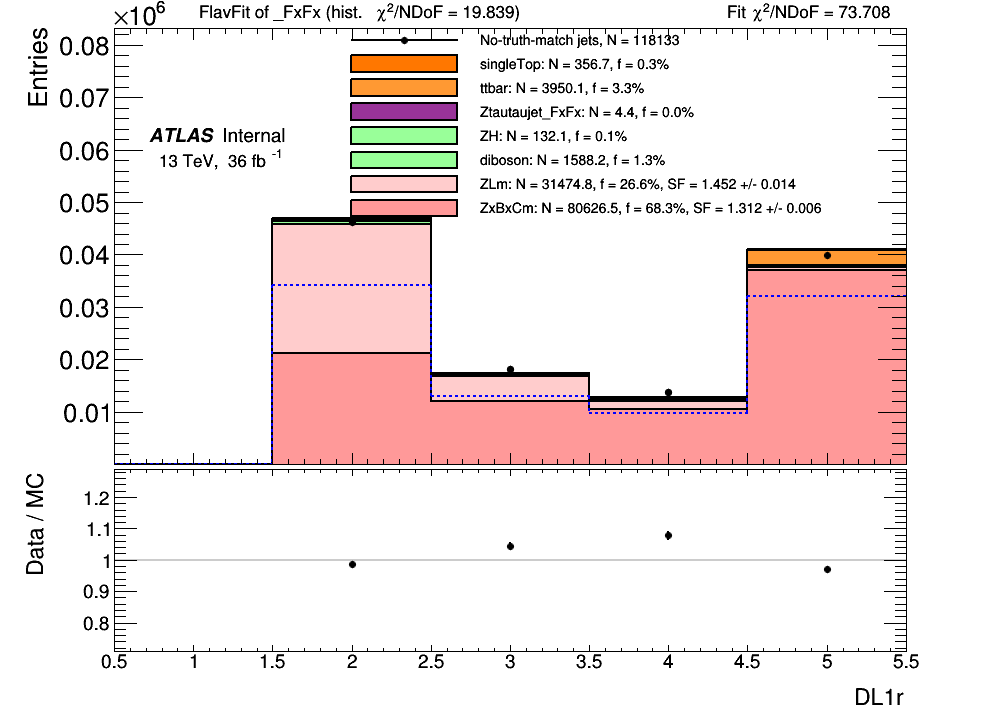 ×10⁶ FlavFit of _FxFx (hist. χ²/NDoF = 19.839) Fit χ²/NDoF = 73.708
Entries
0.08
0.07
0.06
0.05
0.04
0.03
0.02
0.01
ATLAS Internal
13 TeV, 36 fb⁻¹
No-truth-match jets, N = 118133
singleTop: N = 356.7, f = 0.3%
ttbar: N = 3950.1, f = 3.3%
Ztautaujet_FxFx: N = 4.4, f = 0.0%
ZH: N = 132.1, f = 0.1%
diboson: N = 1588.2, f = 1.3%
ZLm: N = 31474.8, f = 26.6%, SF = 1.452 +/- 0.014
ZxBxCm: N = 80626.5, f = 68.3%, SF = 1.312 +/- 0.006
Data / MC
1.2
1.1
1
0.9
0.8
0.5 1 1.5 2 2.5 3 3.5 4 4.5 5 5.5
DL1r